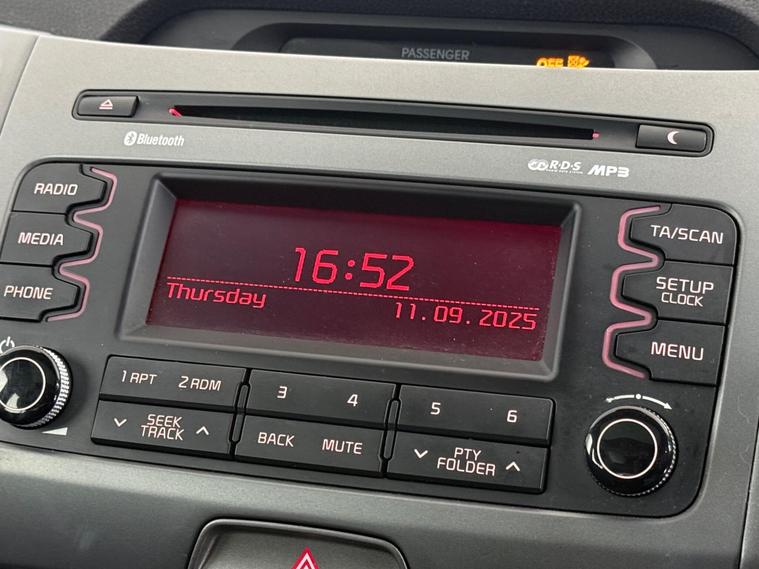 PASSENGER
OFF
Bluetooth
R·D·S
MP3
RADIO
MEDIA
PHONE
16:52
Thursday
11.09.2025
TA/SCAN
SETUP
CLOCK
MENU
1 RPT 2 RDM
3 4
5 6
SEEK
TRACK
BACK MUTE
PTY
FOLDER